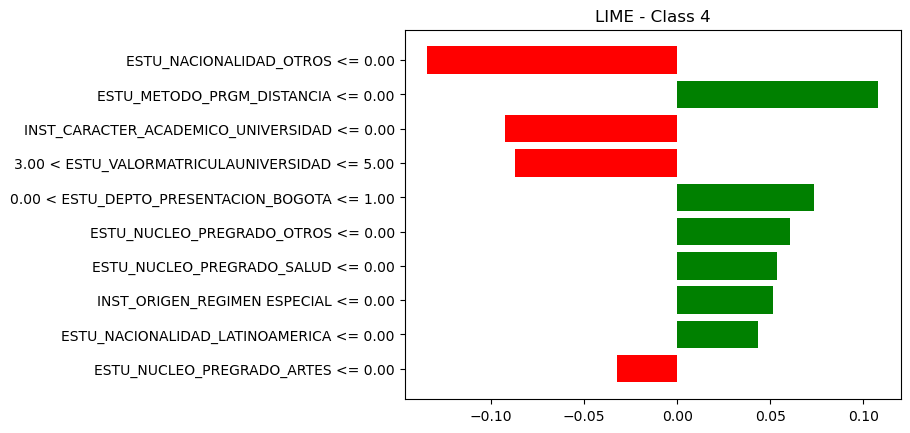 LIME - Class 4
ESTU_NACIONALIDAD_OTROS <= 0.00
ESTU_METODO_PRGM_DISTANCIA <= 0.00
INST_CARACTER_ACADEMICO_UNIVERSIDAD <= 0.00
3.00 < ESTU_VALORMATRICULAUNIVERSIDAD <= 5.00
0.00 < ESTU_DEPTO_PRESENTACION_BOGOTA <= 1.00
ESTU_NUCLEO_PREGRADO_OTROS <= 0.00
ESTU_NUCLEO_PREGRADO_SALUD <= 0.00
INST_ORIGEN_REGIMEN ESPECIAL <= 0.00
ESTU_NACIONALIDAD_LATINOAMERICA <= 0.00
ESTU_NUCLEO_PREGRADO_ARTES <= 0.00
−0.10 −0.05 0.00 0.05 0.10